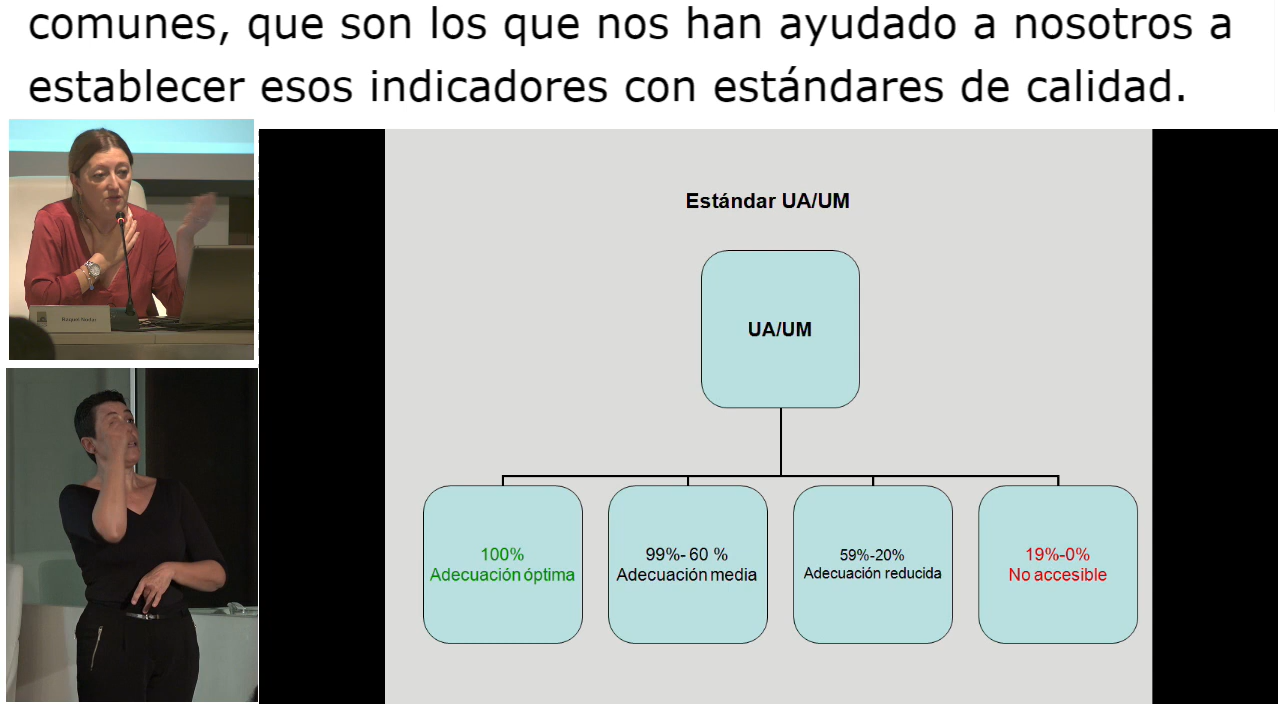 comunes, que son los que nos han ayudado a nosotros a
establecer esos indicadores con estándares de calidad.
Estándar UA/UM
UA/UM
100%
Adecuación óptima
99%- 60 %
Adecuación media
59%-20%
Adecuación reducida
19%-0%
No accesible